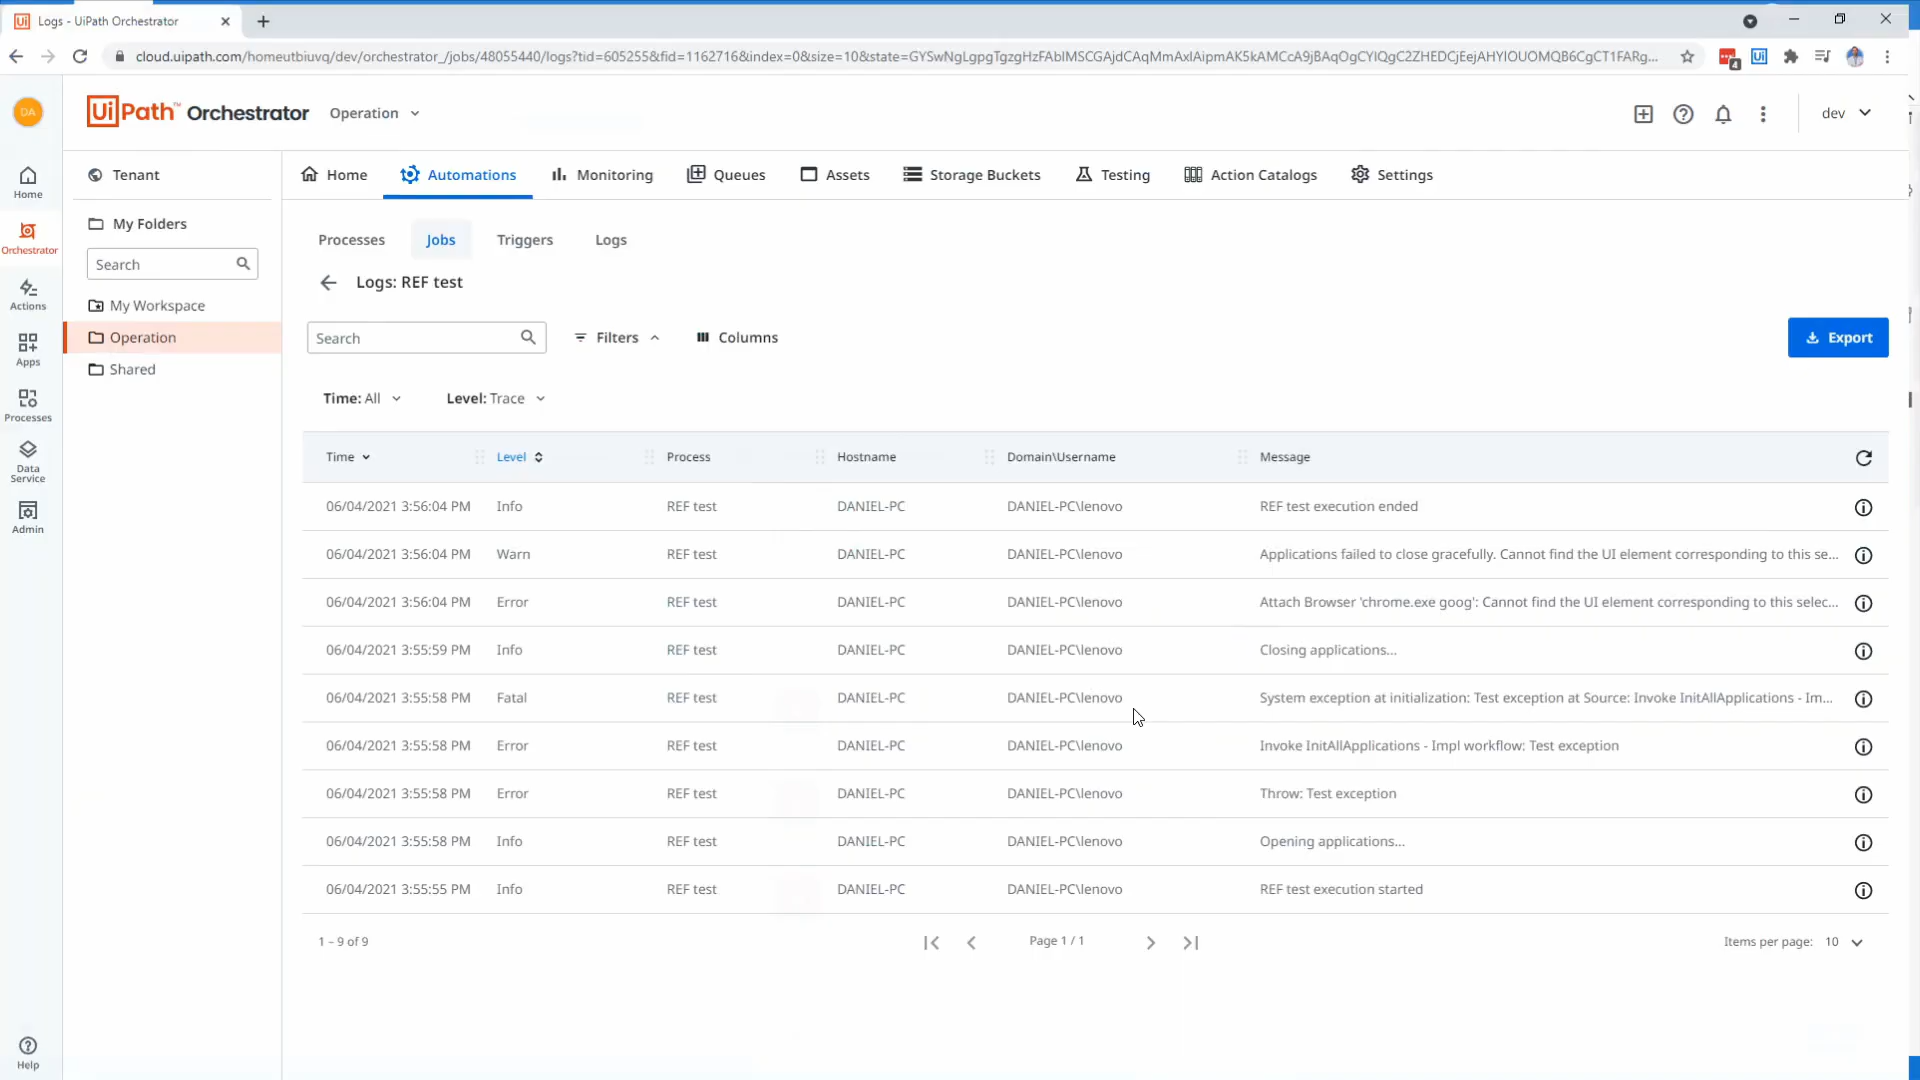 Logs - UiPath Orchestrator
cloud.uipath.com/homeutbiuvq/dev/orchestrator_/jobs/48055440/logs?tid=605255&fid=1162716&index=0&size=10&state=
4
DA
UiPath™ Orchestrator
Operation
dev
Home
Orchestrator
Actions
Apps
Processes
Data
Service
Admin
Help
Tenant
My Folders
Search
My Workspace
Operation
Shared
Home Automations Monitoring Queues Assets Storage Buckets Testing Action Catalogs Settings
Processes Jobs Triggers Logs
Logs: REF test
Search Filters Columns Export
Time: All Level: Trace
Time Level Process Hostname Domain\Username Message
06/04/2021 3:56:04 PM Info REF test DANIEL-PC DANIEL-PC\lenovo REF test execution ended
06/04/2021 3:56:04 PM Warn REF test DANIEL-PC DANIEL-PC\lenovo Applications failed to close gracefully. Cannot find the UI element corresponding to this se...
06/04/2021 3:56:04 PM Error REF test DANIEL-PC DANIEL-PC\lenovo Attach Browser 'chrome.exe goog': Cannot find the UI element corresponding to this selec...
06/04/2021 3:55:59 PM Info REF test DANIEL-PC DANIEL-PC\lenovo Closing applications...
06/04/2021 3:55:58 PM Fatal REF test DANIEL-PC DANIEL-PC\lenovo System exception at initialization: Test exception at Source: Invoke InitAllApplications - Im...
06/04/2021 3:55:58 PM Error REF test DANIEL-PC DANIEL-PC\lenovo Invoke InitAllApplications - Impl workflow: Test exception
06/04/2021 3:55:58 PM Error REF test DANIEL-PC DANIEL-PC\lenovo Throw: Test exception
06/04/2021 3:55:58 PM Info REF test DANIEL-PC DANIEL-PC\lenovo Opening applications...
06/04/2021 3:55:55 PM Info REF test DANIEL-PC DANIEL-PC\lenovo REF test execution started
1 - 9 of 9 Page 1 / 1 Items per page: 10